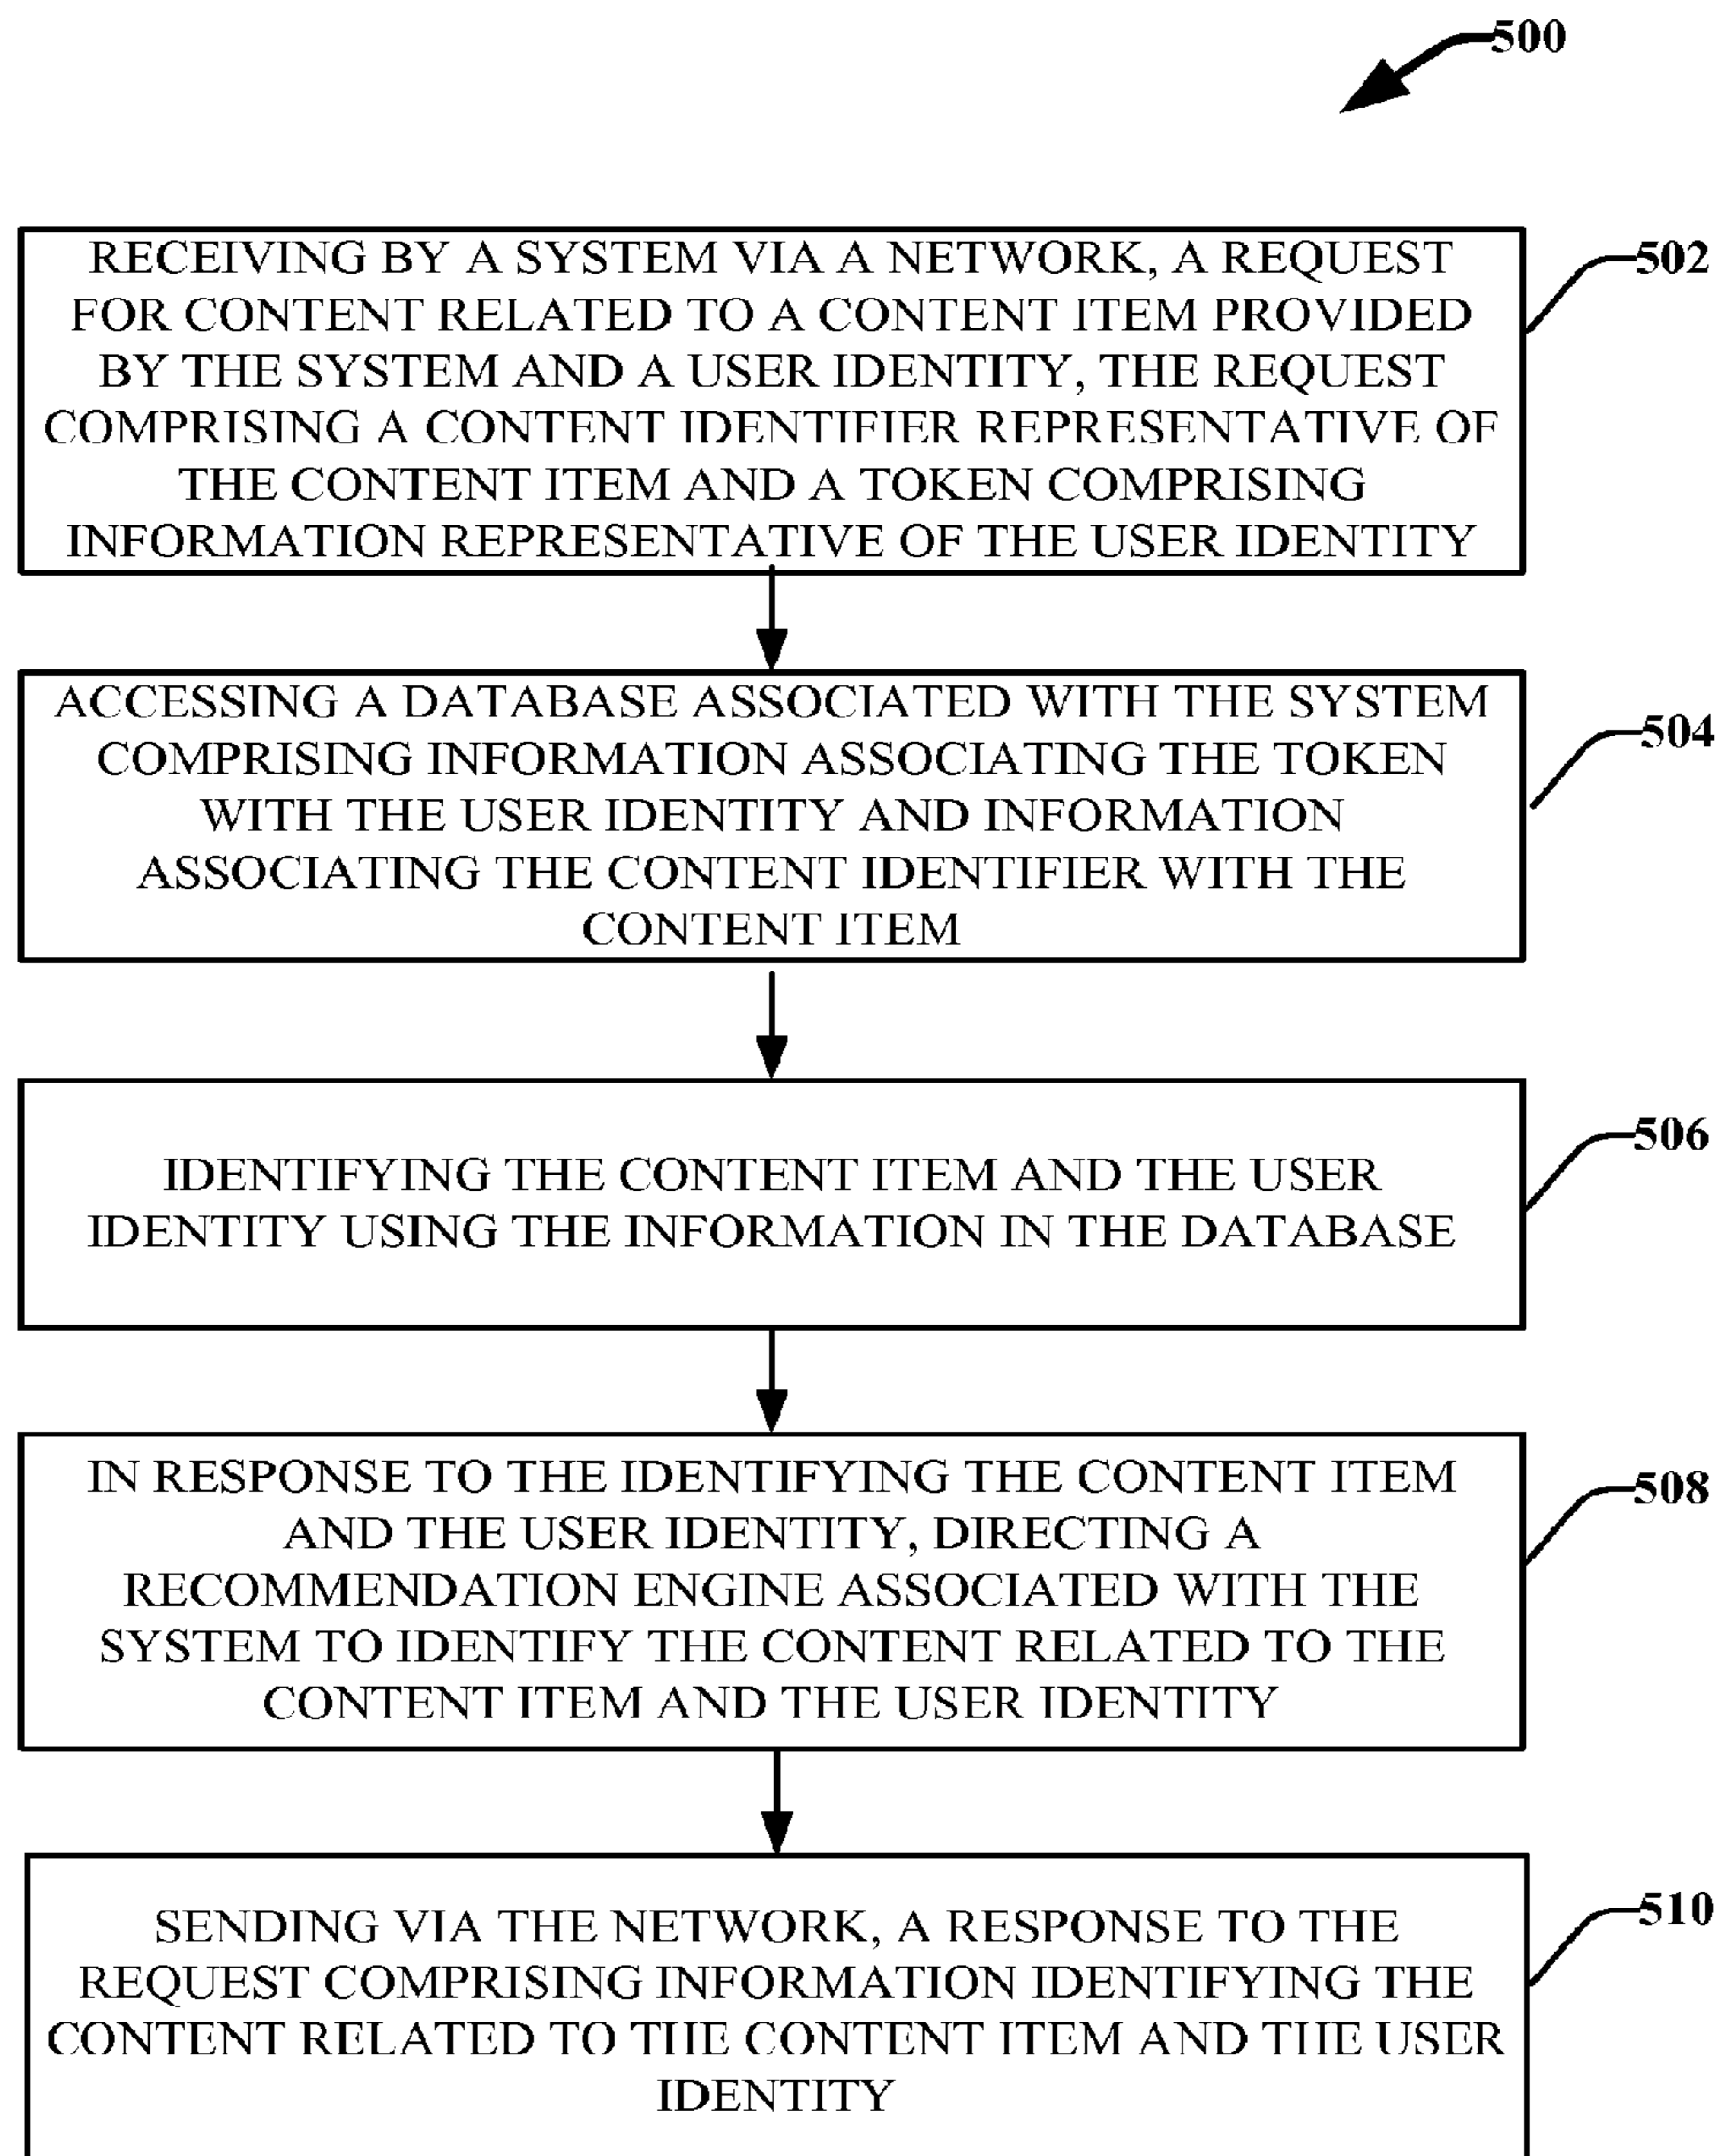 500
RECEIVING BY A SYSTEM VIA A NETWORK, A REQUEST
FOR CONTENT RELATED TO A CONTENT ITEM PROVIDED
BY THE SYSTEM AND A USER IDENTITY, THE REQUEST
COMPRISING A CONTENT IDENTIFIER REPRESENTATIVE OF
THE CONTENT ITEM AND A TOKEN COMPRISING
INFORMATION REPRESENTATIVE OF THE USER IDENTITY
502
ACCESSING A DATABASE ASSOCIATED WITH THE SYSTEM
COMPRISING INFORMATION ASSOCIATING THE TOKEN
WITH THE USER IDENTITY AND INFORMATION
ASSOCIATING THE CONTENT IDENTIFIER WITH THE
CONTENT ITEM
504
IDENTIFYING THE CONTENT ITEM AND THE USER
IDENTITY USING THE INFORMATION IN THE DATABASE
506
IN RESPONSE TO THE IDENTIFYING THE CONTENT ITEM
AND THE USER IDENTITY, DIRECTING A
RECOMMENDATION ENGINE ASSOCIATED WITH THE
SYSTEM TO IDENTIFY THE CONTENT RELATED TO THE
CONTENT ITEM AND THE USER IDENTITY
508
SENDING VIA THE NETWORK, A RESPONSE TO THE
REQUEST COMPRISING INFORMATION IDENTIFYING THE
CONTENT RELATED TO THE CONTENT ITEM AND THE USER
IDENTITY
510